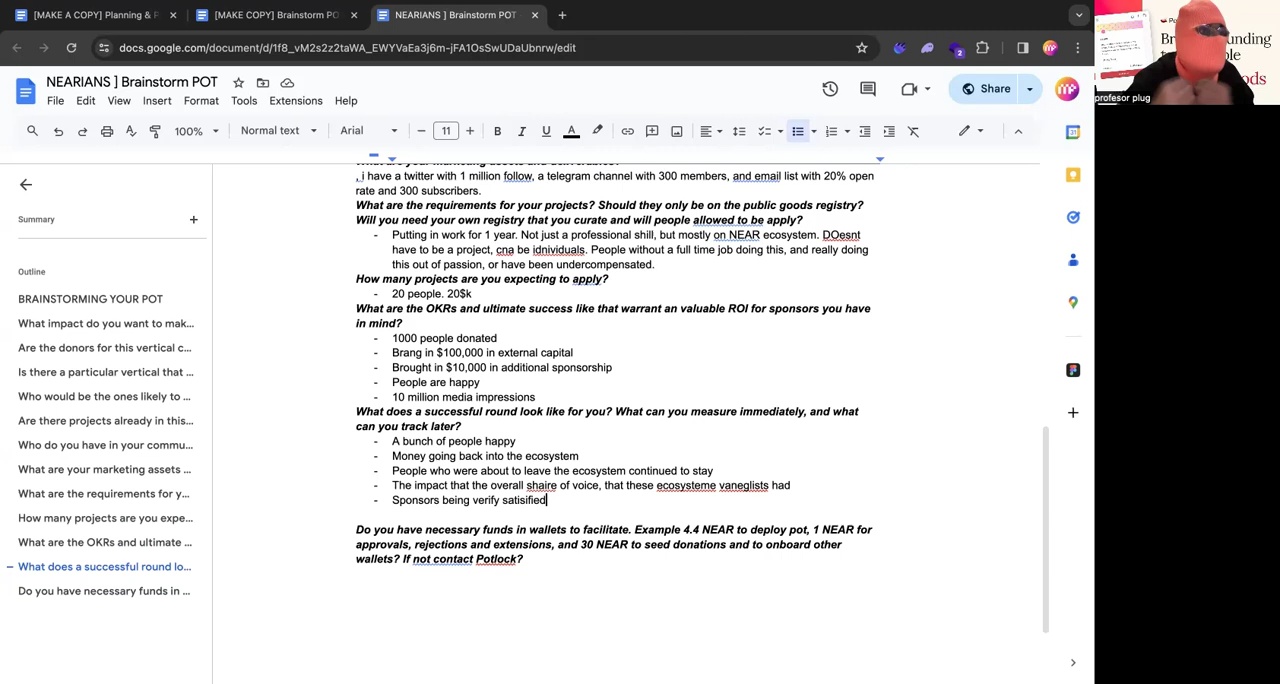 [MAKE A COPY] Planning & P
[MAKE COPY] Brainstorm PO
NEARIANS ] Brainstorm POT
docs.google.com/document/d/1f8_vM2s2z2taWA_EWYVaEa3j6m-jFA1OsSwUDaUbnrw/edit
NEARIANS ] Brainstorm POT
File Edit View Insert Format Tools Extensions Help
Share
100% Normal text Arial 11
Summary
Outline
BRAINSTORMING YOUR POT
What impact do you want to mak...
Are the donors for this vertical c...
Is there a particular vertical that ...
Who would be the ones likely to ...
Are there projects already in this...
Who do you have in your commu...
What are your marketing assets ...
What are the requirements for y...
How many projects are you expe...
What are the OKRs and ultimate ...
What does a successful round lo...
Do you have necessary funds in ...
What are your marketing assets and deliverables?
, i have a twitter with 1 million follow, a telegram channel with 300 members, and email list with 20% open
rate and 300 subscribers.
What are the requirements for your projects? Should they only be on the public goods registry?
Will you need your own registry that you curate and will people allowed to be apply?
- Putting in work for 1 year. Not just a professional shill, but mostly on NEAR ecosystem. DOesnt
have to be a project, cna be idnividuals. People without a full time job doing this, and really doing
this out of passion, or have been undercompensated.
How many projects are you expecting to apply?
- 20 people. 20$k
What are the OKRs and ultimate success like that warrant an valuable ROI for sponsors you have
in mind?
- 1000 people donated
- Brang in $100,000 in external capital
- Brought in $10,000 in additional sponsorship
- People are happy
- 10 million media impressions
What does a successful round look like for you? What can you measure immediately, and what
can you track later?
- A bunch of people happy
- Money going back into the ecosystem
- People who were about to leave the ecosystem continued to stay
- The impact that the overall shaire of voice, that these ecosysteme vaneglists had
- Sponsors being verify satisified
Do you have necessary funds in wallets to facilitate. Example 4.4 NEAR to deploy pot, 1 NEAR for
approvals, rejections and extensions, and 30 NEAR to seed donations and to onboard other
wallets? If not contact Potlock?
profesor plug